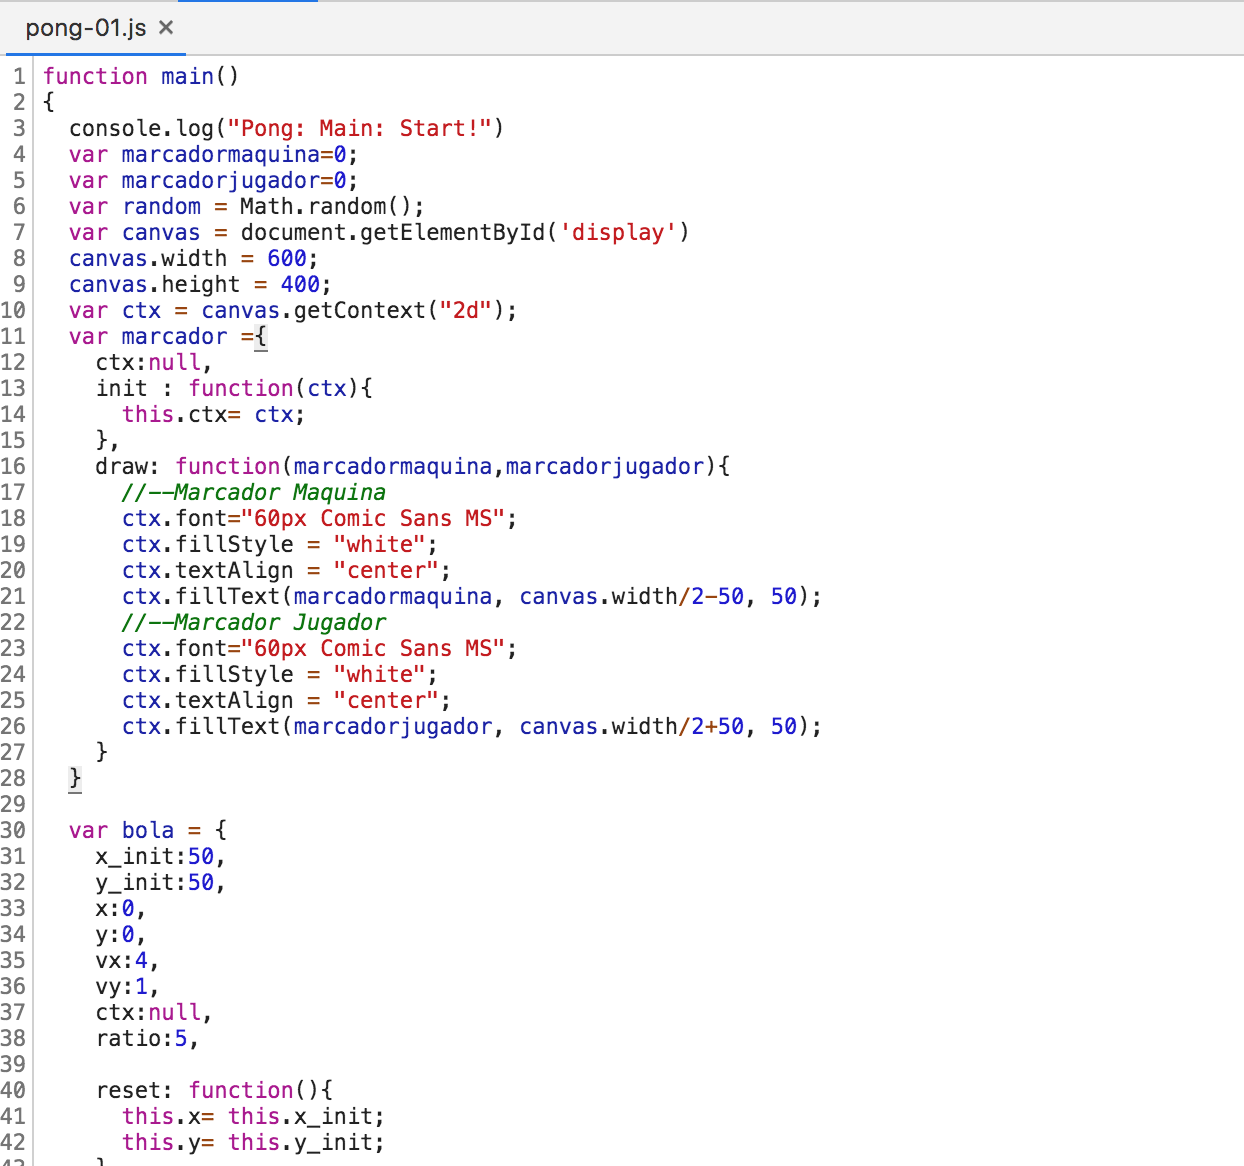 pong-01.js ×
1 function main()
2 {
3   console.log("Pong: Main: Start!")
4   var marcadormaquina=0;
5   var marcadorjugador=0;
6   var random = Math.random();
7   var canvas = document.getElementById('display')
8   canvas.width = 600;
9   canvas.height = 400;
10   var ctx = canvas.getContext("2d");
11   var marcador ={
12     ctx:null,
13     init : function(ctx){
14       this.ctx= ctx;
15     },
16     draw: function(marcadormaquina,marcadorjugador){
17       //--Marcador Maquina
18       ctx.font="60px Comic Sans MS";
19       ctx.fillStyle = "white";
20       ctx.textAlign = "center";
21       ctx.fillText(marcadormaquina, canvas.width/2-50, 50);
22       //--Marcador Jugador
23       ctx.font="60px Comic Sans MS";
24       ctx.fillStyle = "white";
25       ctx.textAlign = "center";
26       ctx.fillText(marcadorjugador, canvas.width/2+50, 50);
27     }
28   }
29
30   var bola = {
31     x_init:50,
32     y_init:50,
33     x:0,
34     y:0,
35     vx:4,
36     vy:1,
37     ctx:null,
38     ratio:5,
39
40     reset: function(){
41       this.x= this.x_init;
42       this.y= this.y_init;